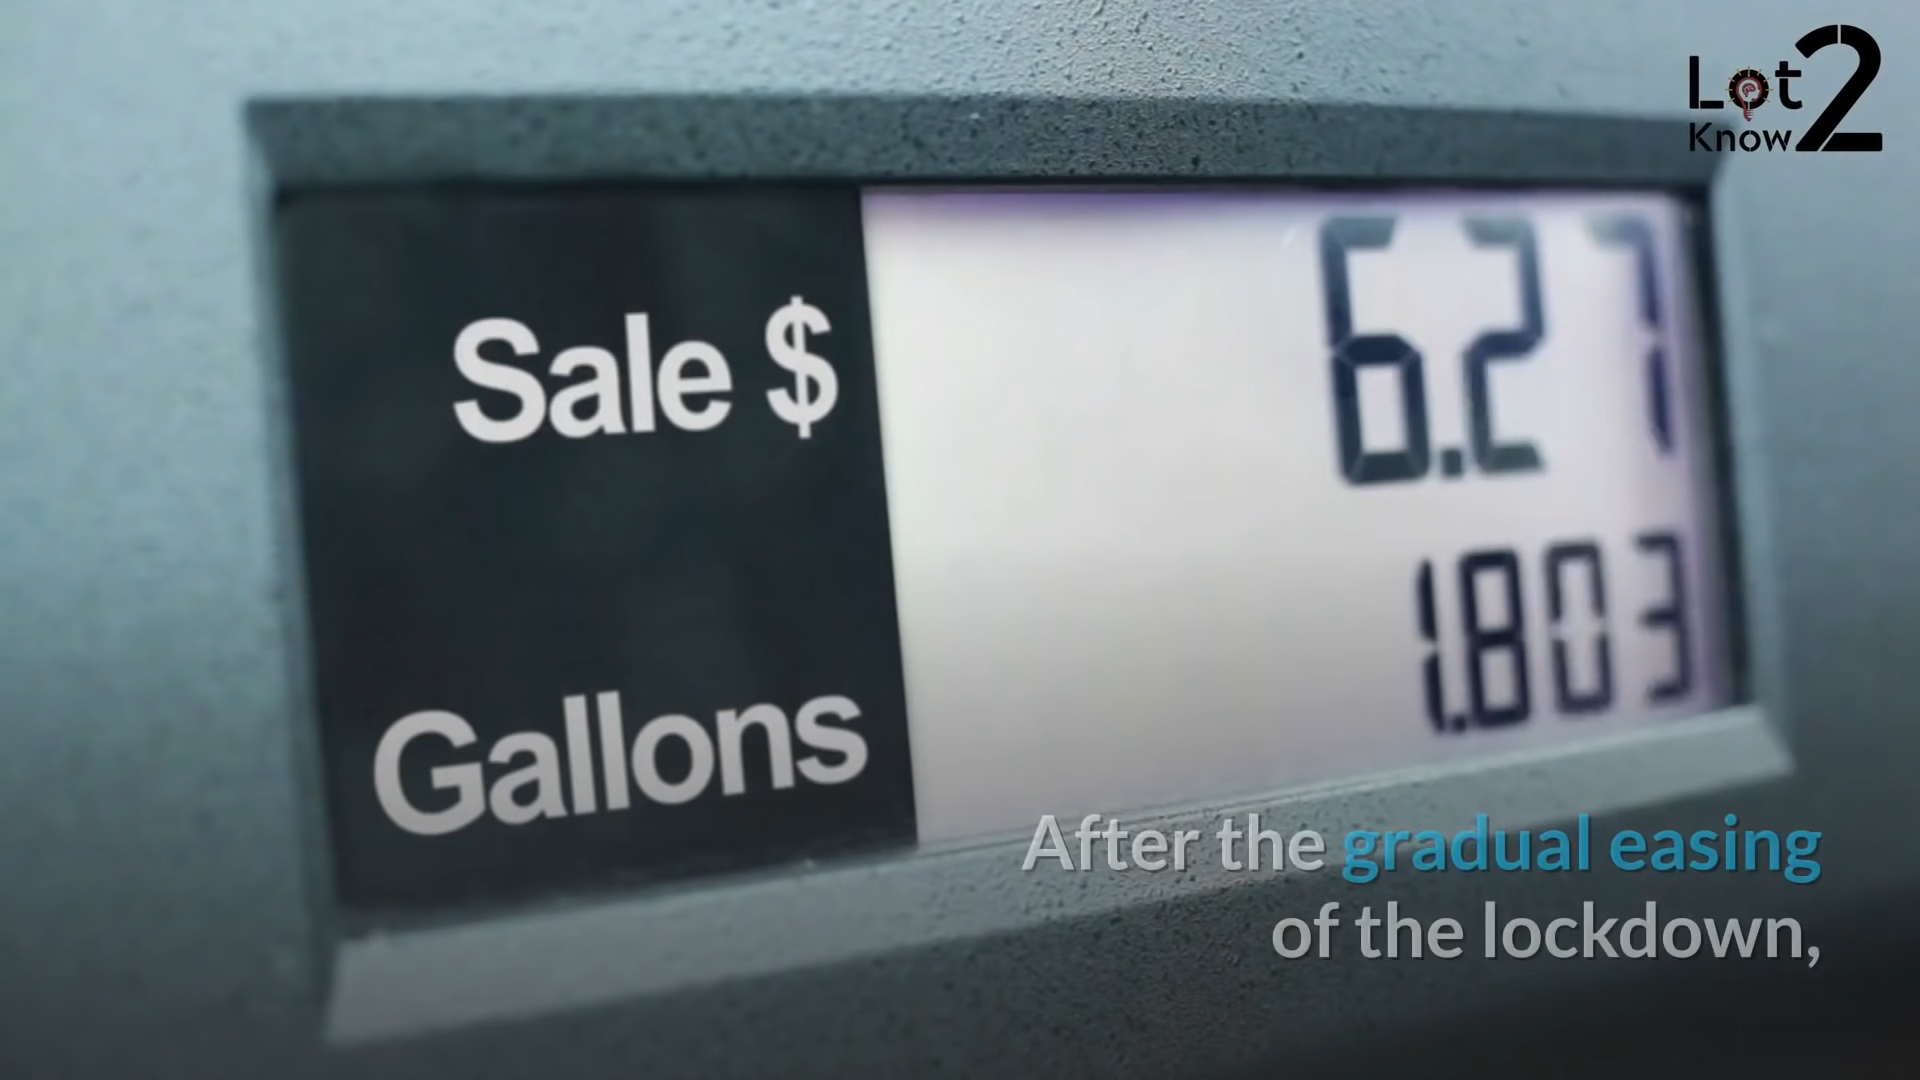 Lot 2
Know
Sale $ 6.27
Gallons 1.803
After the gradual easing
of the lockdown,